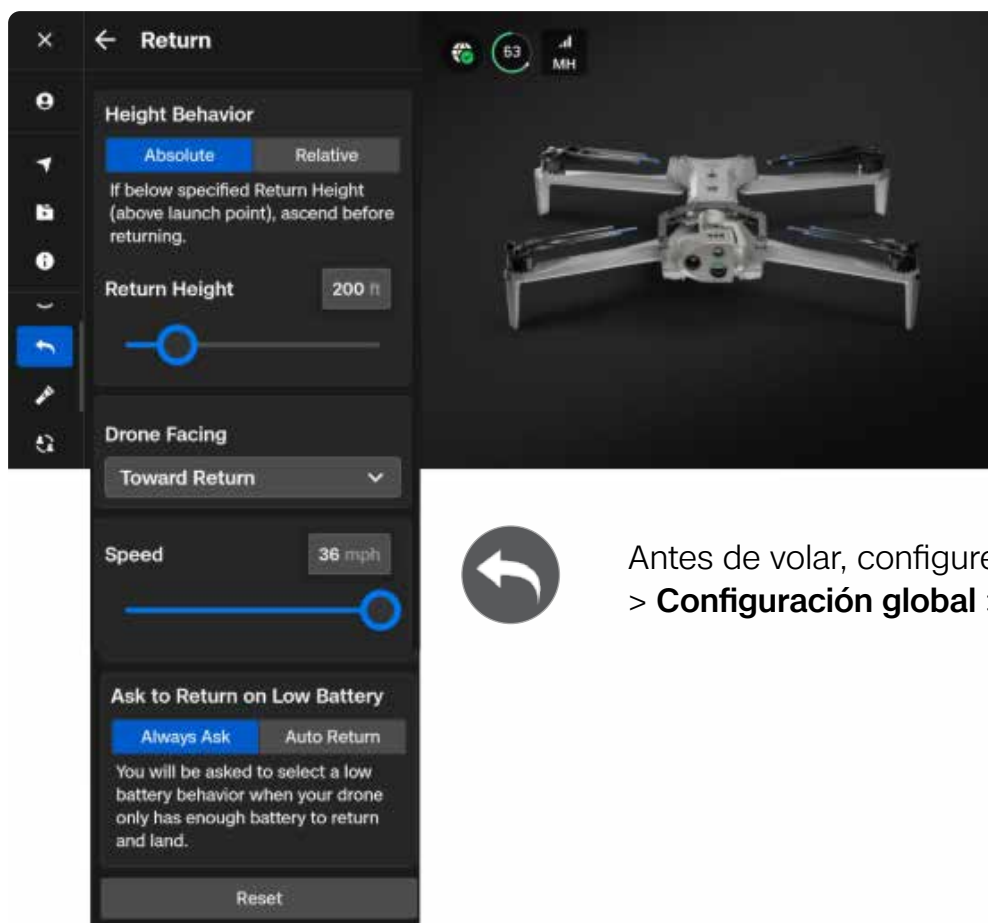 Return
63
MH
Height Behavior
Absolute
Relative
If below specified Return Height
(above launch point), ascend before
returning.
Return Height
200 ft
Drone Facing
Toward Return
Speed
36 mph
Antes de volar, configure
> Configuración global
Ask to Return on Low Battery
Always Ask
Auto Return
You will be asked to select a low
battery behavior when your drone
only has enough battery to return
and land.
Reset